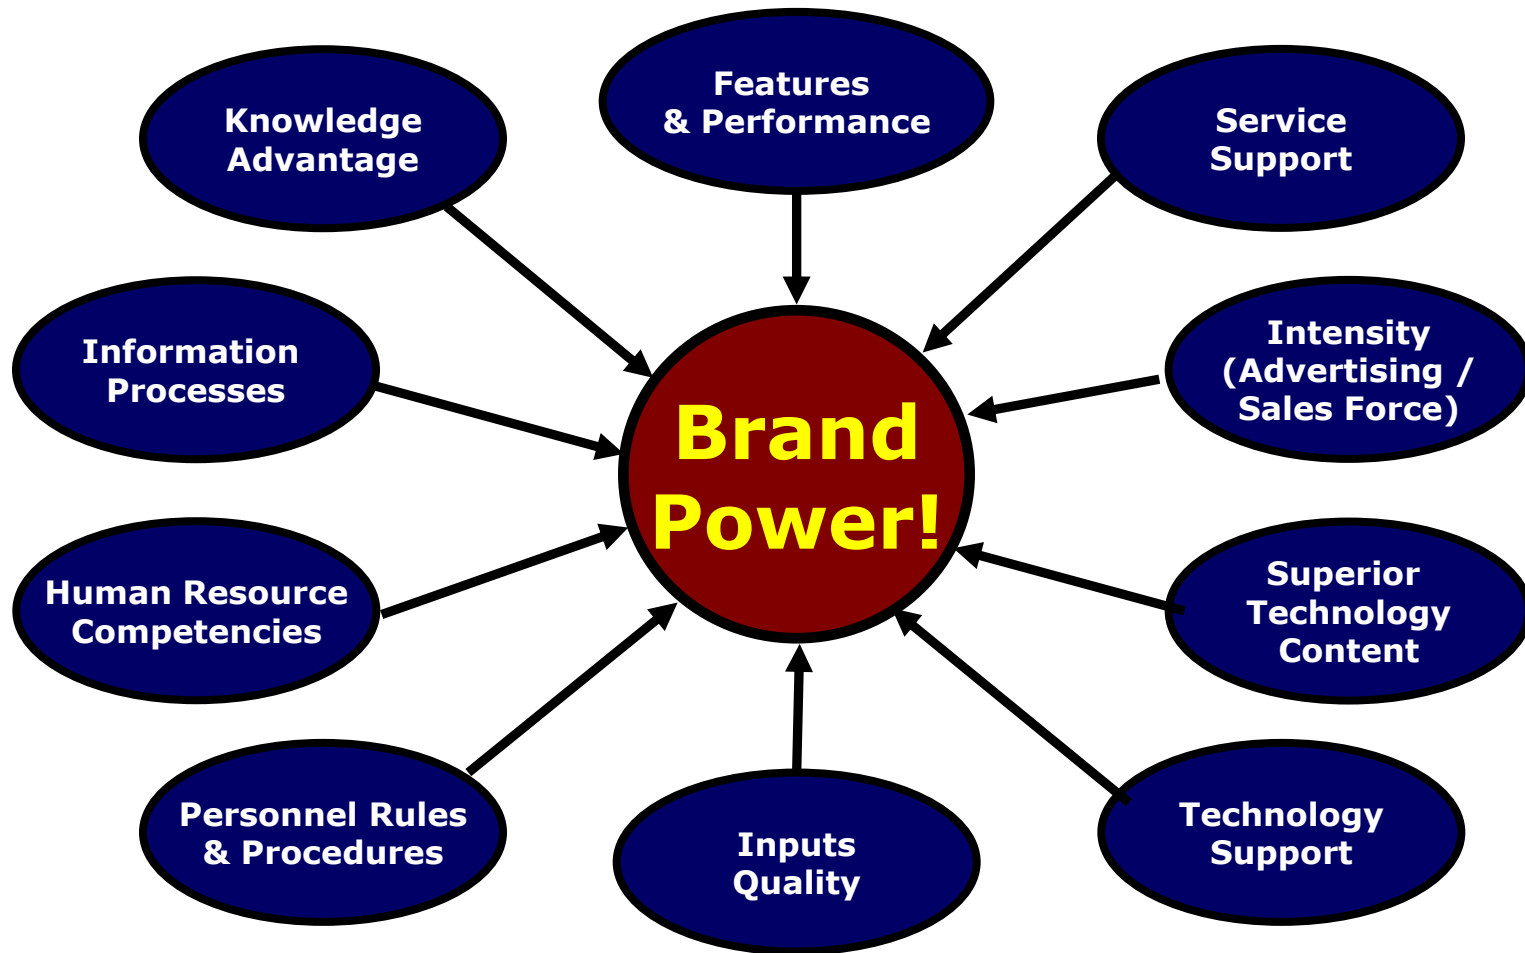 Features
& Performance
Knowledge
Advantage
Service
Support
Information
Processes
Intensity
(Advertising /
Sales Force)
Brand
Power!
Human Resource
Competencies
Superior
Technology
Content
Personnel Rules
& Procedures
Inputs
Quality
Technology
Support